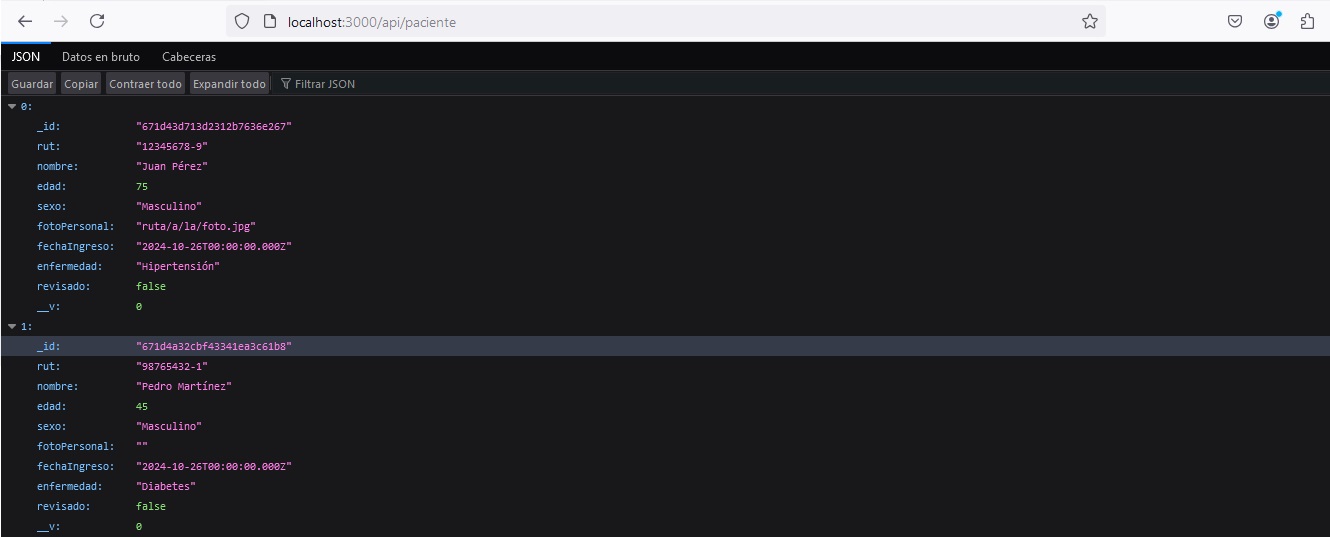 localhost:3000/api/paciente
JSON Datos en bruto Cabeceras
Guardar Copiar Contraer todo Expandir todo Filtrar JSON
0:
_id: "671d43d713d2312b7636e267"
rut: "12345678-9"
nombre: "Juan Pérez"
edad: 75
sexo: "Masculino"
fotoPersonal: "ruta/a/la/foto.jpg"
fechaIngreso: "2024-10-26T00:00:00.000Z"
enfermedad: "Hipertensión"
revisado: false
__v: 0
1:
_id: "671d4a32cbf43341ea3c61b8"
rut: "98765432-1"
nombre: "Pedro Martínez"
edad: 45
sexo: "Masculino"
fotoPersonal: ""
fechaIngreso: "2024-10-26T00:00:00.000Z"
enfermedad: "Diabetes"
revisado: false
__v: 0